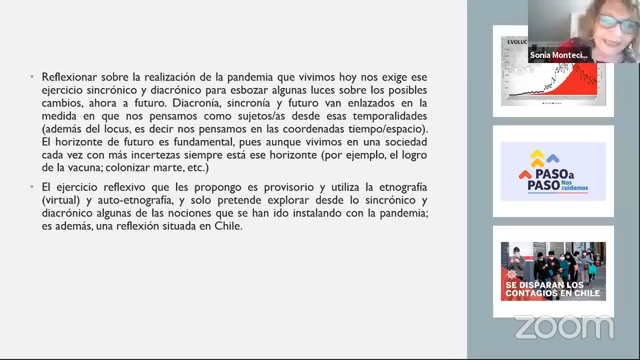 Reflexionar sobre la realización de la pandemia que vivimos hoy nos exige ese
ejercicio sincrónico y diacrónico para esbozar algunas luces sobre los posibles
cambios, ahora a futuro. Diacronía, sincronía y futuro van enlazados en la
medida en que nos pensamos como sujetos/as desde esas temporalidades
(además del locus, es decir nos pensamos en las coordenadas tiempo/espacio).
El horizonte de futuro es fundamental, pues aunque vivimos en una sociedad
cada vez con más incertezas siempre está ese horizonte (por ejemplo, el logro
de la vacuna; colonizar marte, etc.)
El ejercicio reflexivo que les propongo es provisorio y utiliza la etnografía
(virtual) y auto-etnografía, y solo pretende explorar desde lo sincrónico y
diacrónico algunas de las nociones que se han ido instalando con la pandemia;
es además, una reflexión situada en Chile.
Sonia Monteci...
EVOLUC
PASO a
PASO Nos
cuidamos
SE DISPARAN LOS
CONTAGIOS EN CHILE
zoom